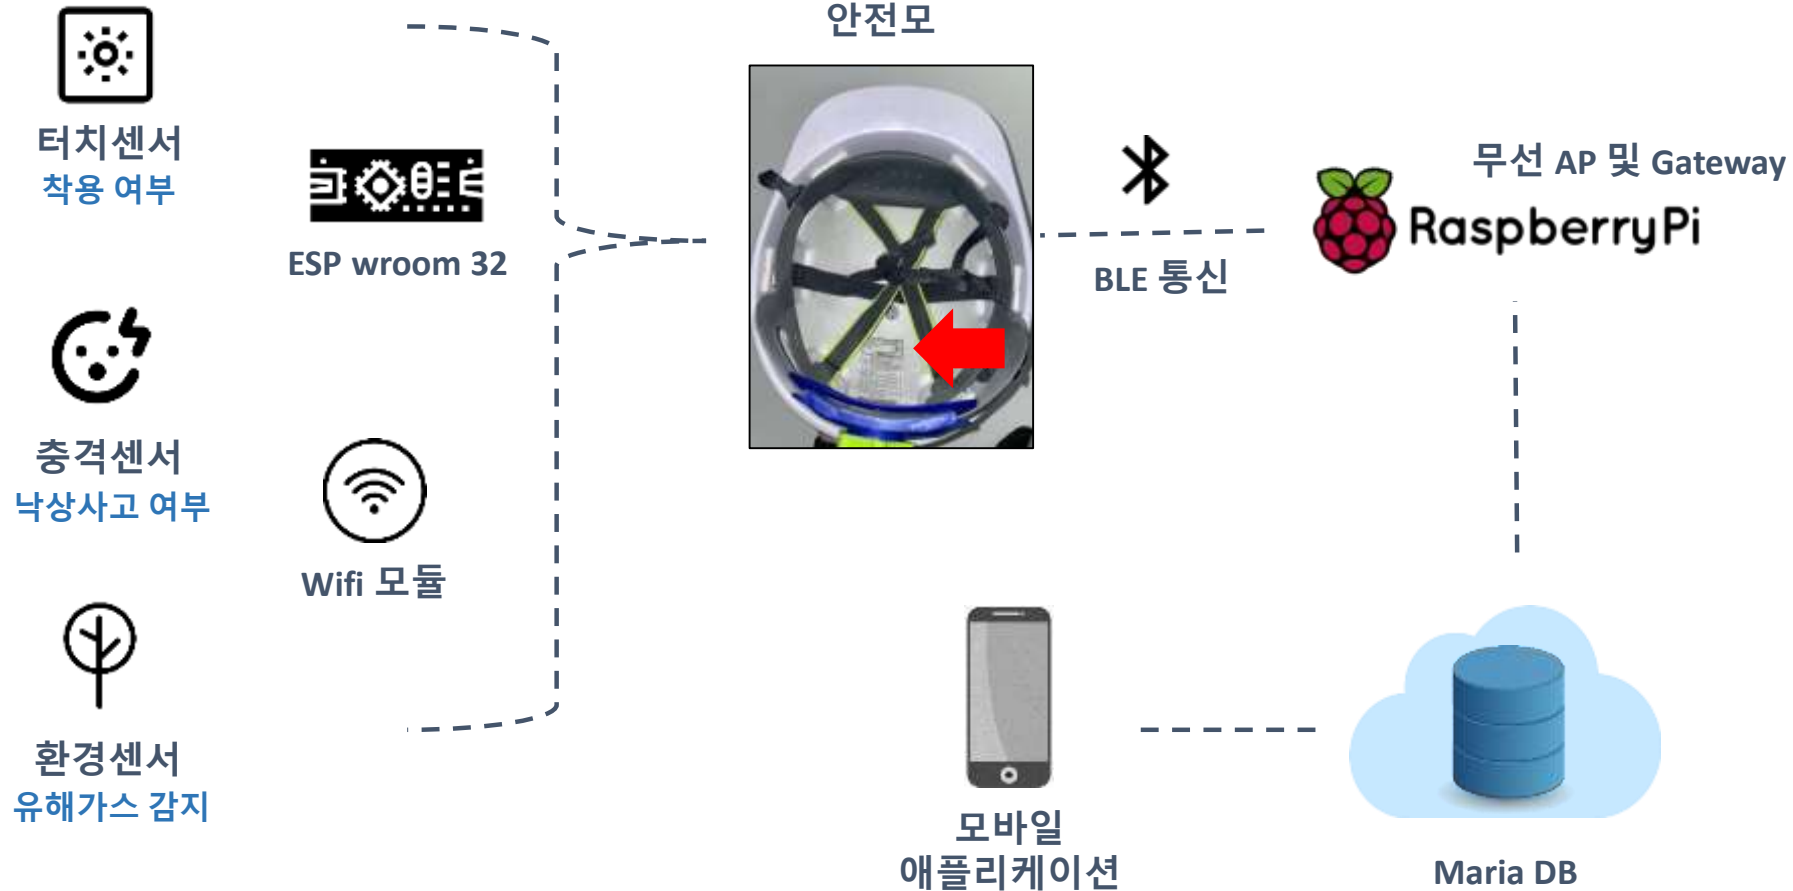 터치센서
착용 여부
ESP wroom 32
충격센서
낙상사고 여부
Wifi 모듈
환경센서
유해가스 감지
안전모
BLE 통신
무선 AP 및 Gateway
RaspberryPi
모바일
애플리케이션
Maria DB